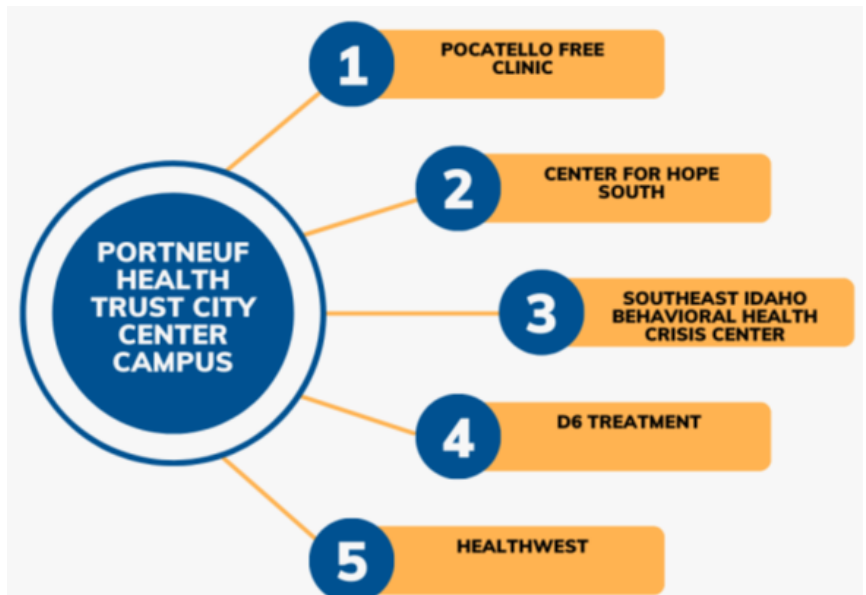 PORTNEUF
HEALTH
TRUST CITY
CENTER
CAMPUS
1
POCATELLO FREE
CLINIC
2
CENTER FOR HOPE
SOUTH
3
SOUTHEAST IDAHO
BEHAVIORAL HEALTH
CRISIS CENTER
4
D6 TREATMENT
5
HEALTHWEST